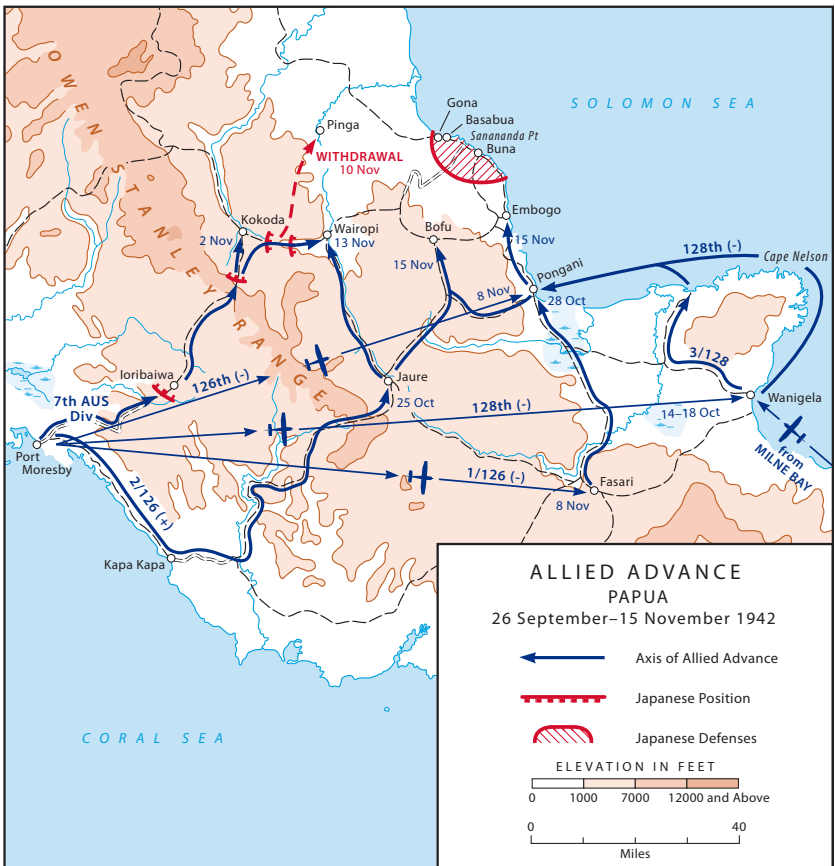 SOLOMON SEA
OWEN STANLEY RANGE
Gona
Basabua
Sanananda Pt
Buna
Pinga
WITHDRAWAL
10 Nov
Kokoda
2 Nov
Wairopi
13 Nov
Bofu
15 Nov
Embogo
15 Nov
128th (-)
Cape Nelson
Pongani
28 Oct
8 Nov
3/128
Ioribaiwa
126th (-)
7th AUS
Div
Jaure
25 Oct
128th (-)
Wanigela
14–18 Oct
from
MILNE BAY
Port
Moresby
2/126 (+)
1/126 (-)
Fasari
8 Nov
Kapa Kapa
CORAL SEA
ALLIED ADVANCE
PAPUA
26 September–15 November 1942
Axis of Allied Advance
Japanese Position
Japanese Defenses
ELEVATION IN FEET
0 1000 7000 12000 and Above
0 40
Miles